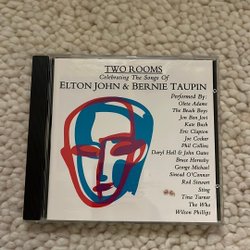 TWO ROOMS
Celebrating The Songs Of
ELTON JOHN & BERNIE TAUPIN
Performed By:
Oleta Adams
The Beach Boys
Jon Bon Jovi
Kate Bush
Eric Clapton
Joe Cocker
Phil Collins
Daryl Hall & John Oates
Bruce Hornsby
George Michael
Sinead O'Connor
Rod Stewart
Sting
Tina Turner
The Who
Wilson Phillips